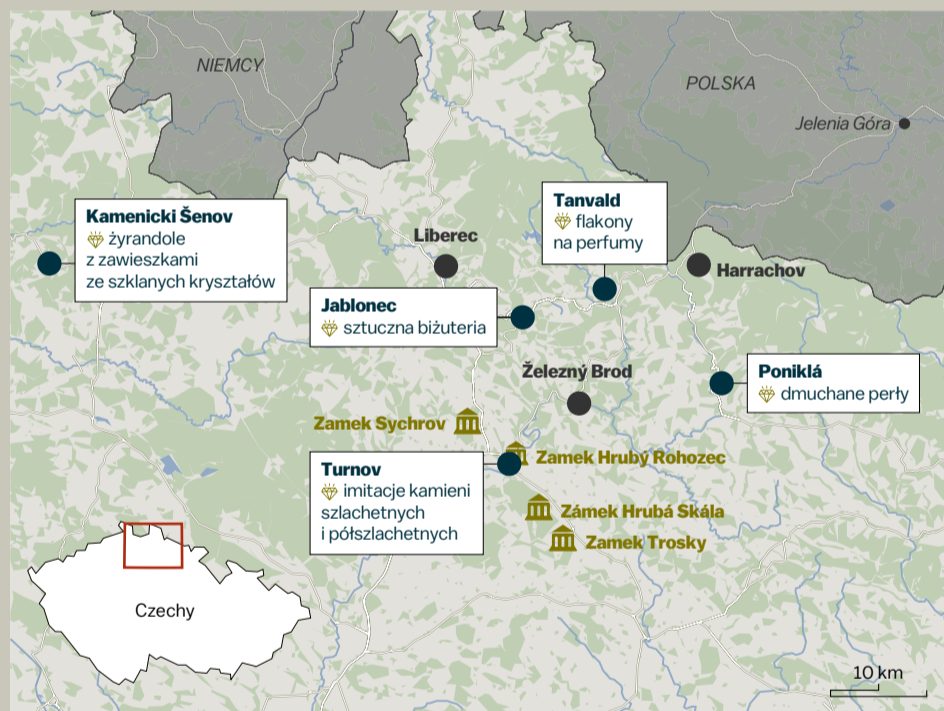 NIEMCY
POLSKA
Jelenia Góra
Kamenicki Šenov
żyrandole
z zawieszkami
ze szklanych kryształów
Liberec
Tanvald
flakony
na perfumy
Harrachov
Jablonec
sztuczna biżuteria
Železný Brod
Poniklá
dmuchane perły
Zamek Sychrov
Zamek Hrubý Rohozec
Turnov
imitacje kamieni
szlachetnych
i półszlachetnych
Zámek Hrubá Skála
Zamek Trosky
Czechy
10 km